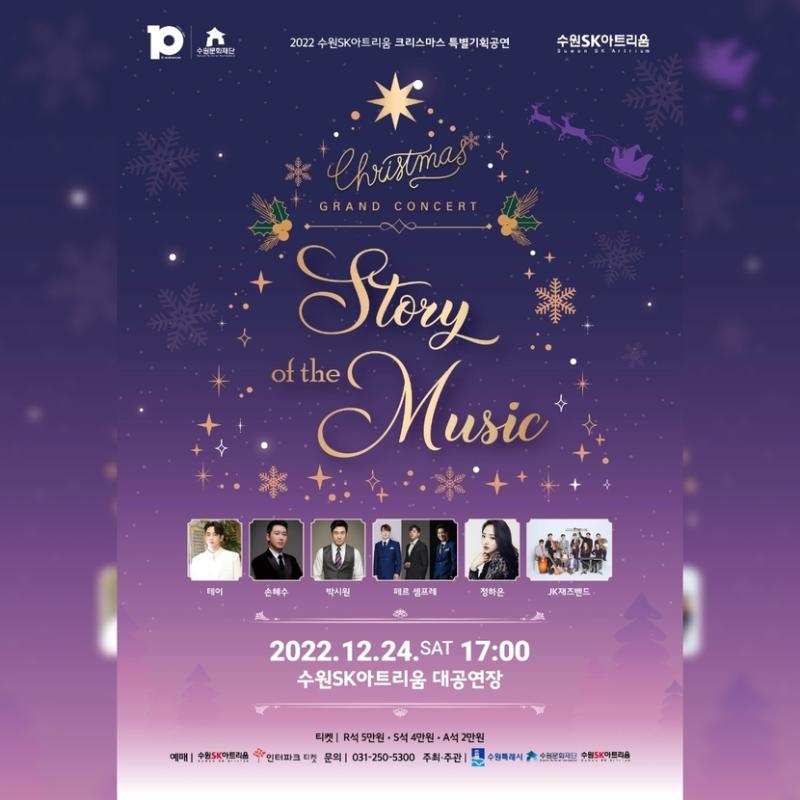 10
수원문화재단
2022 수원SK아트리움 크리스마스 특별기획공연
수원SK아트리움
Suwon SK Artrium
Christmas
GRAND CONCERT
Story
of the
Music
테이
손혜수
박시원
페르 셈프레
정하은
JK재즈밴드
2022.12.24.SAT 17:00
수원SK아트리움 대공연장
티켓 | R석 5만원 · S석 4만원 · A석 2만원
예매 | 수원SK아트리움 인터파크 티켓 문의 | 031-250-5300 주최·주관 | 수원특례시 수원문화재단 수원SK아트리움